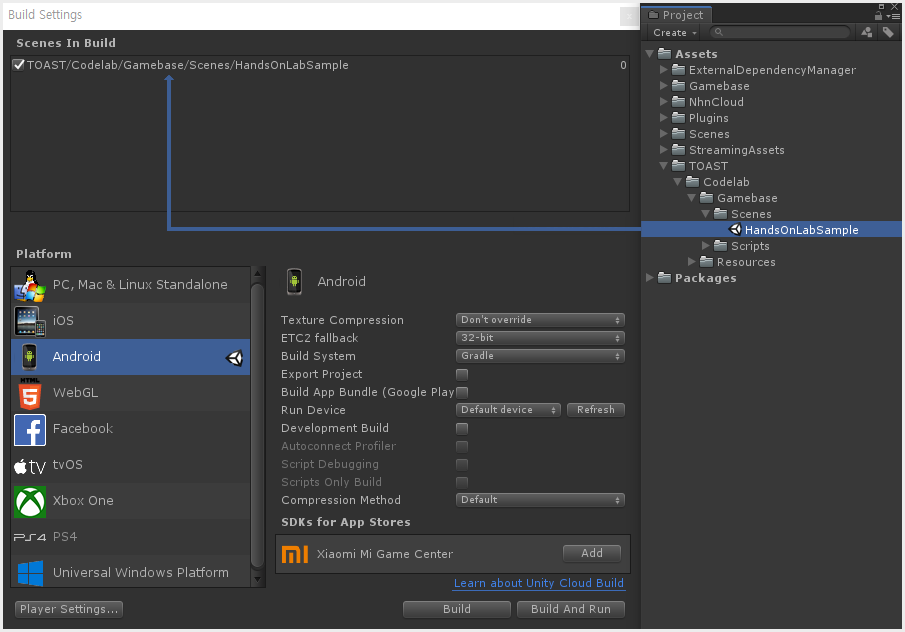 Build Settings
Scenes In Build
TOAST/Codelab/Gamebase/Scenes/HandsOnLabSample 0
Platform
PC, Mac & Linux Standalone
iOS
Android
HTML
5
WebGL
f
Facebook
tv
tvOS
Xbox One
PS4
PS4
Universal Windows Platform
Player Settings...
Android
Texture Compression Don't override
ETC2 fallback 32-bit
Build System Gradle
Export Project
Build App Bundle (Google Play
Run Device Default device Refresh
Development Build
Autoconnect Profiler
Script Debugging
Scripts Only Build
Compression Method Default
SDKs for App Stores
MI
Xiaomi Mi Game Center Add
Learn about Unity Cloud Build
Build Build And Run
Project
Create
Assets
ExternalDependencyManager
Gamebase
NhnCloud
Plugins
Scenes
StreamingAssets
TOAST
Codelab
Gamebase
Scenes
HandsOnLabSample
Scripts
Resources
Packages